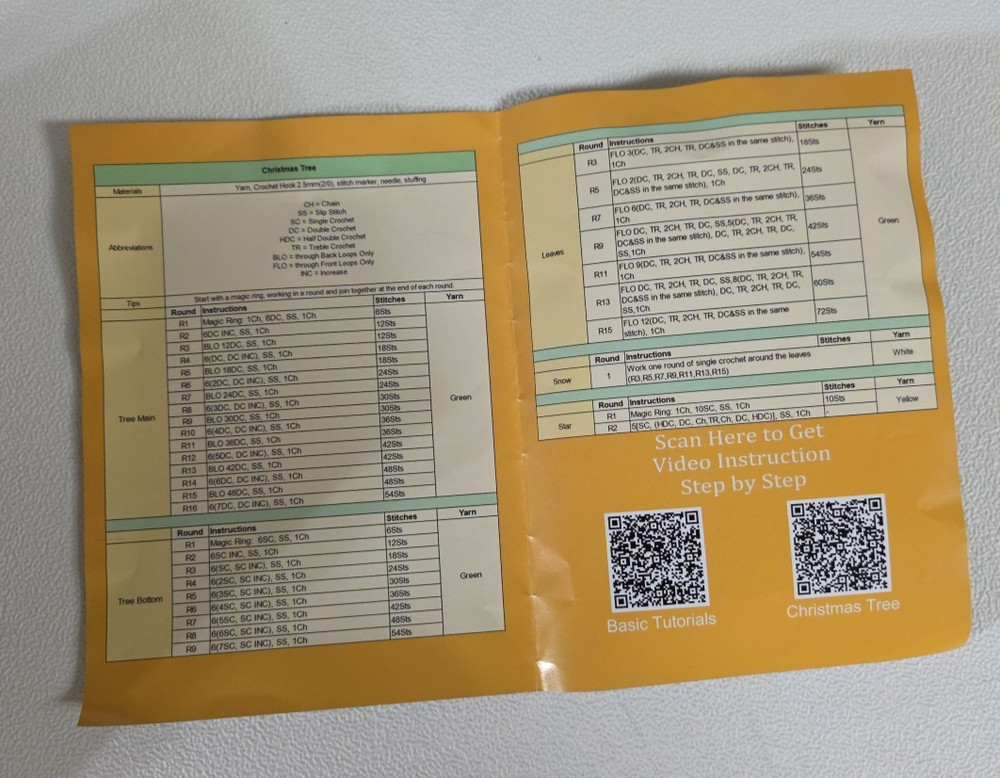 Christmas Tree
Materials Yarn, Crochet Hook 2.5mm(2/0), stitch marker, needle, stuffing
Abbreviations
CH = Chain
SS = Slip Stitch
SC = Single Crochet
DC = Double Crochet
HDC = Half Double Crochet
TR = Treble Crochet
BLO = through Back Loops Only
FLO = through Front Loops Only
INC = Increase
Tips Start with a magic ring, working in a round and join together at the end of each round.
Tree Main
Round Instructions Stitches Yarn
R1 Magic Ring: 1Ch, 6DC, SS, 1Ch 6Sts
R2 6DC INC, SS, 1Ch 12Sts
R3 BLO 12DC, SS, 1Ch 12Sts
R4 6(DC, DC INC), SS, 1Ch 18Sts
R5 BLO 18DC, SS, 1Ch 18Sts
R6 6(2DC, DC INC), SS, 1Ch 24Sts
R7 BLO 24DC, SS, 1Ch 24Sts
R8 6(3DC, DC INC), SS, 1Ch 30Sts
R9 BLO 30DC, SS, 1Ch 30Sts
R10 6(4DC, DC INC), SS, 1Ch 36Sts
R11 BLO 36DC, SS, 1Ch 36Sts
R12 6(5DC, DC INC), SS, 1Ch 42Sts
R13 BLO 42DC, SS, 1Ch 42Sts
R14 6(6DC, DC INC), SS, 1Ch 48Sts
R15 BLO 48DC, SS, 1Ch 48Sts
R16 6(7DC, DC INC), SS, 1Ch 54Sts
Green
Tree Bottom
Round Instructions Stitches Yarn
R1 Magic Ring: 6SC, SS, 1Ch 6Sts
R2 6SC INC, SS, 1Ch 12Sts
R3 6(SC, SC INC), SS, 1Ch 18Sts
R4 6(2SC, SC INC), SS, 1Ch 24Sts
R5 6(3SC, SC INC), SS, 1Ch 30Sts
R6 6(4SC, SC INC), SS, 1Ch 36Sts
R7 6(5SC, SC INC), SS, 1Ch 42Sts
R8 6(6SC, SC INC), SS, 1Ch 48Sts
R9 6(7SC, SC INC), SS, 1Ch 54Sts
Green
Leaves
Round Instructions Stitches Yarn
R3 FLO 3(DC, TR, 2CH, TR, DC&SS in the same stitch), 18Sts
1Ch
R5 FLO 2(DC, TR, 2CH, TR, DC, SS, DC, TR, 2CH, TR, 24Sts
DC&SS in the same stitch), 1Ch
R7 FLO 6(DC, TR, 2CH, TR, DC&SS in the same stitch), 36Sts
1Ch
R9 FLO DC, TR, 2CH, TR, DC, SS,5(DC, TR, 2CH, TR, 42Sts
DC&SS in the same stitch), DC, TR, 2CH, TR, DC,
SS,1Ch
R11 FLO 9(DC, TR, 2CH, TR, DC&SS in the same stitch), 54Sts
1Ch
R13 FLO DC, TR, 2CH, TR, DC, SS,8(DC, TR, 2CH, TR, 60Sts
DC&SS in the same stitch), DC, TR, 2CH, TR, DC,
SS,1Ch
R15 FLO 12(DC, TR, 2CH, TR, DC&SS in the same 72Sts
stitch), 1Ch
Green
Snow
Round Instructions Stitches Yarn
1 Work one round of single crochet around the leaves White
(R3,R5,R7,R9,R11,R13,R15)
Star
Round Instructions Stitches Yarn
R1 Magic Ring: 1Ch, 10SC, SS, 1Ch 10Sts Yellow
R2 5[SC, (HDC, DC, Ch,TR,Ch, DC, HDC)], SS, 1Ch -
Scan Here to Get
Video Instruction
Step by Step
Basic Tutorials
Christmas Tree